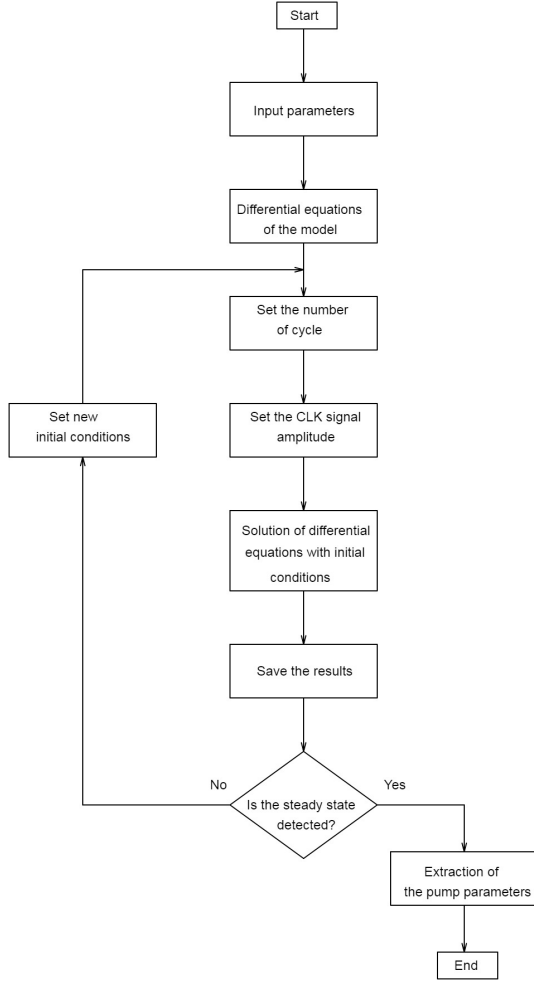 Start
Input parameters
Differential equations
of the model
Set the number
of cycle
Set new
initial conditions
Set the CLK signal
amplitude
Solution of differential
equations with initial
conditions
Save the results
No
Yes
Is the steady state
detected?
Extraction of
the pump parameters
End